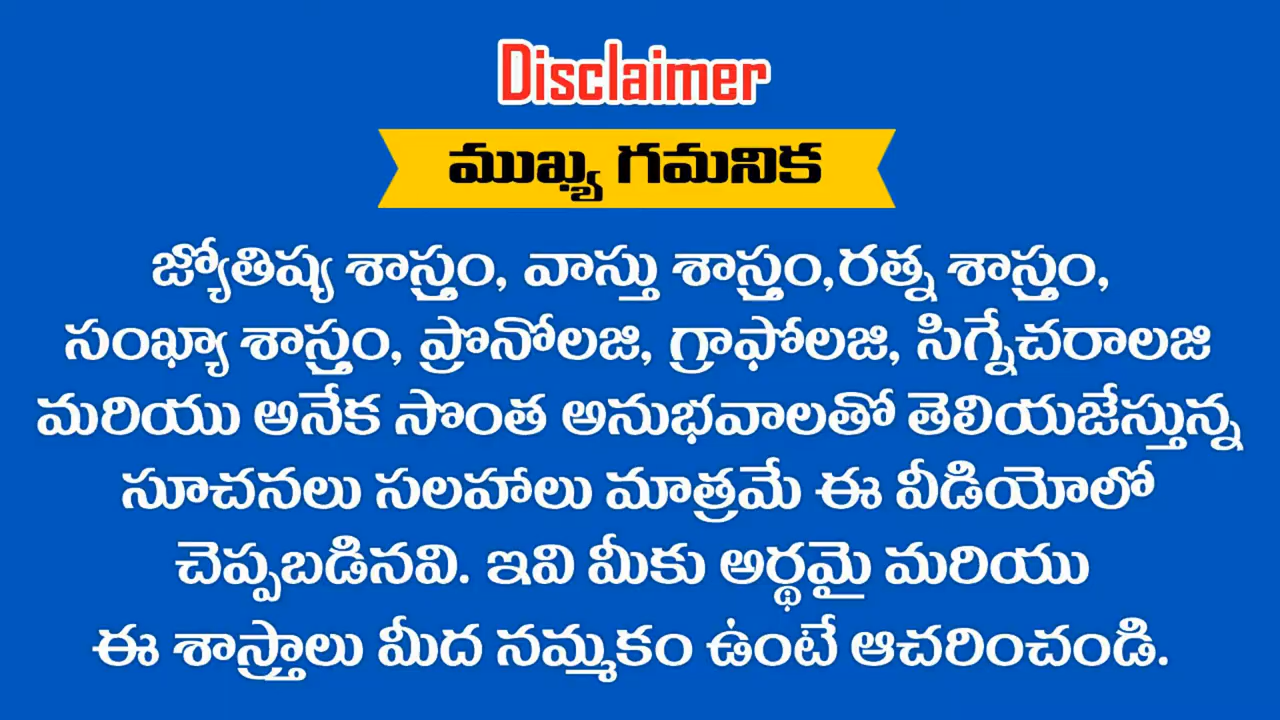 Disclaimer
ముఖ్య గమనిక
జ్యోతిష్య శాస్త్రం, వాస్తు శాస్త్రం,రత్న శాస్త్రం,
సంఖ్యా శాస్త్రం, ప్రొనోలజి, గ్రాఫోలజి, సిగ్నేచరాలజి
మరియు అనేక సొంత అనుభవాలతో తెలియజేస్తున్న
సూచనలు సలహాలు మాత్రమే ఈ వీడియోలో
చెప్పబడినవి. ఇవి మీకు అర్థమై మరియు
ఈ శాస్త్రాలు మీద నమ్మకం ఉంటే ఆచరించండి.